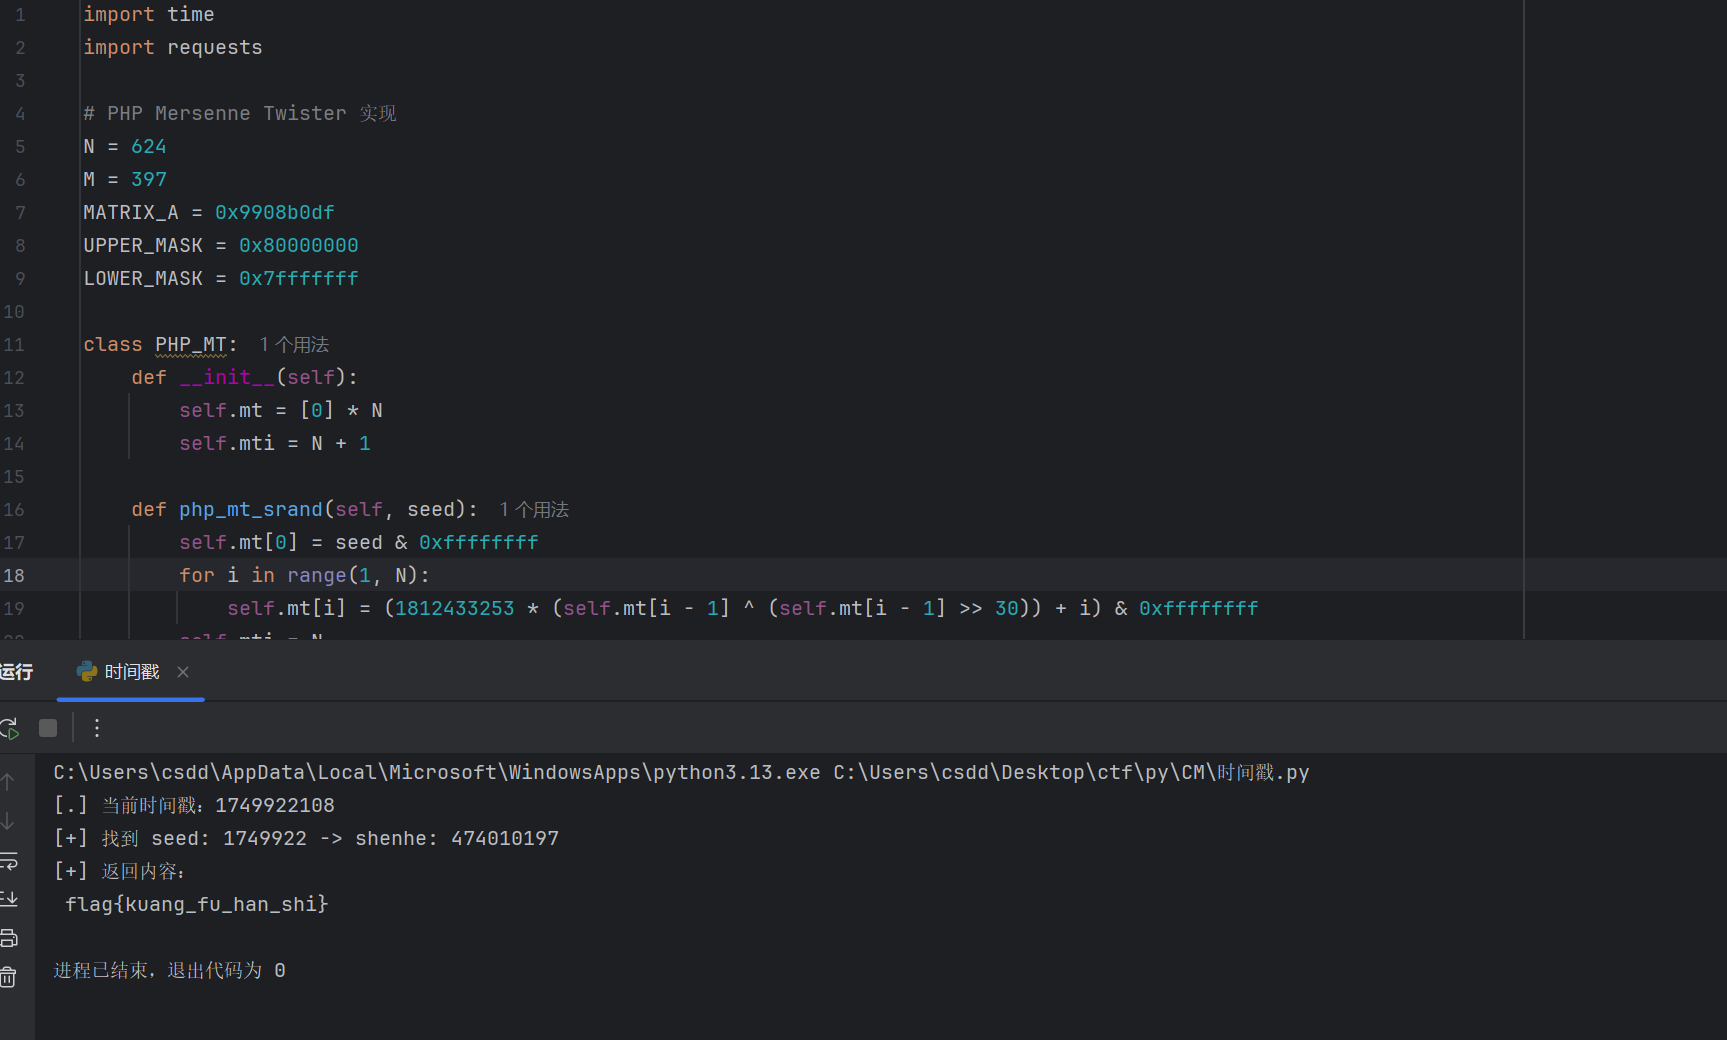 1 import time
2 import requests
3
4 # PHP Mersenne Twister 实现
5 N = 624
6 M = 397
7 MATRIX_A = 0x9908b0df
8 UPPER_MASK = 0x80000000
9 LOWER_MASK = 0x7fffffff
10
11 class PHP_MT: 1 个用法
12 def __init__(self):
13 self.mt = [0] * N
14 self.mti = N + 1
15
16 def php_mt_srand(self, seed): 1 个用法
17 self.mt[0] = seed & 0xffffffff
18 for i in range(1, N):
19 self.mt[i] = (1812433253 * (self.mt[i - 1] ^ (self.mt[i - 1] >> 30)) + i) & 0xffffffff
运行 时间戳 ×
C:\Users\csdd\AppData\Local\Microsoft\WindowsApps\python3.13.exe C:\Users\csdd\Desktop\ctf\py\CM\时间戳.py
[.] 当前时间戳：1749922108
[+] 找到 seed: 1749922 -> shenhe: 474010197
[+] 返回内容：
flag{kuang_fu_han_shi}
进程已结束，退出代码为 0